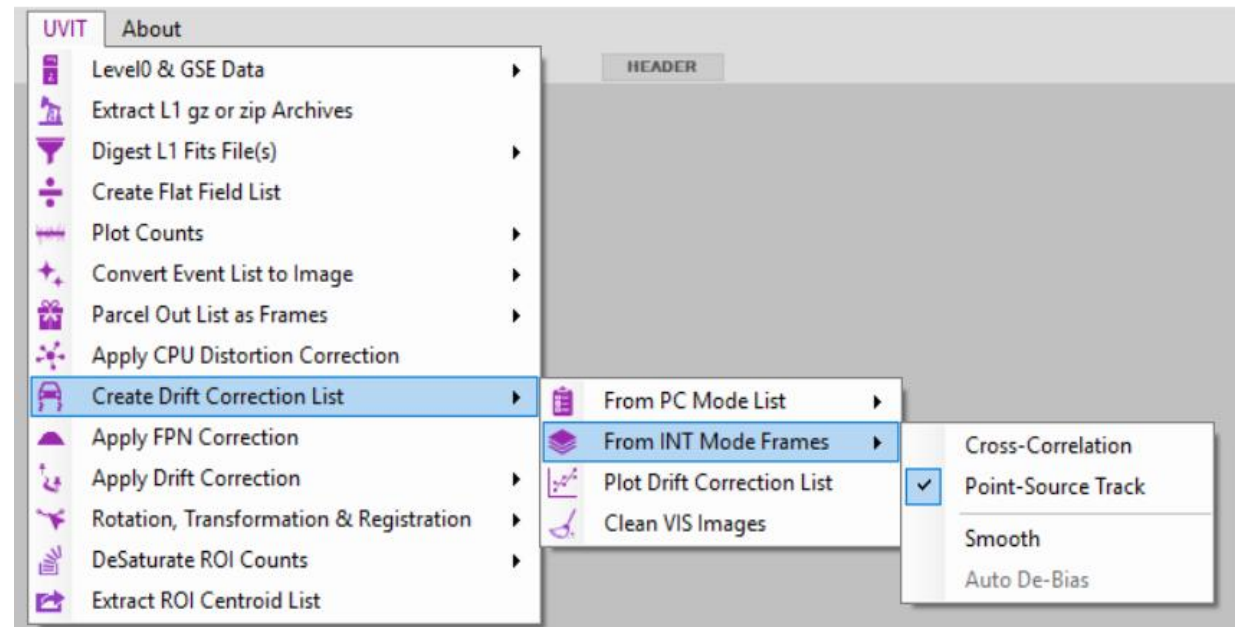 UVIT About
HEADER
Level0 & GSE Data
Extract L1 gz or zip Archives
Digest L1 Fits File(s)
Create Flat Field List
Plot Counts
Convert Event List to Image
Parcel Out List as Frames
Apply CPU Distortion Correction
Create Drift Correction List
Apply FPN Correction
Apply Drift Correction
Rotation, Transformation & Registration
DeSaturate ROI Counts
Extract ROI Centroid List
From PC Mode List
From INT Mode Frames
Plot Drift Correction List
Clean VIS Images
Cross-Correlation
Point-Source Track
Smooth
Auto De-Bias